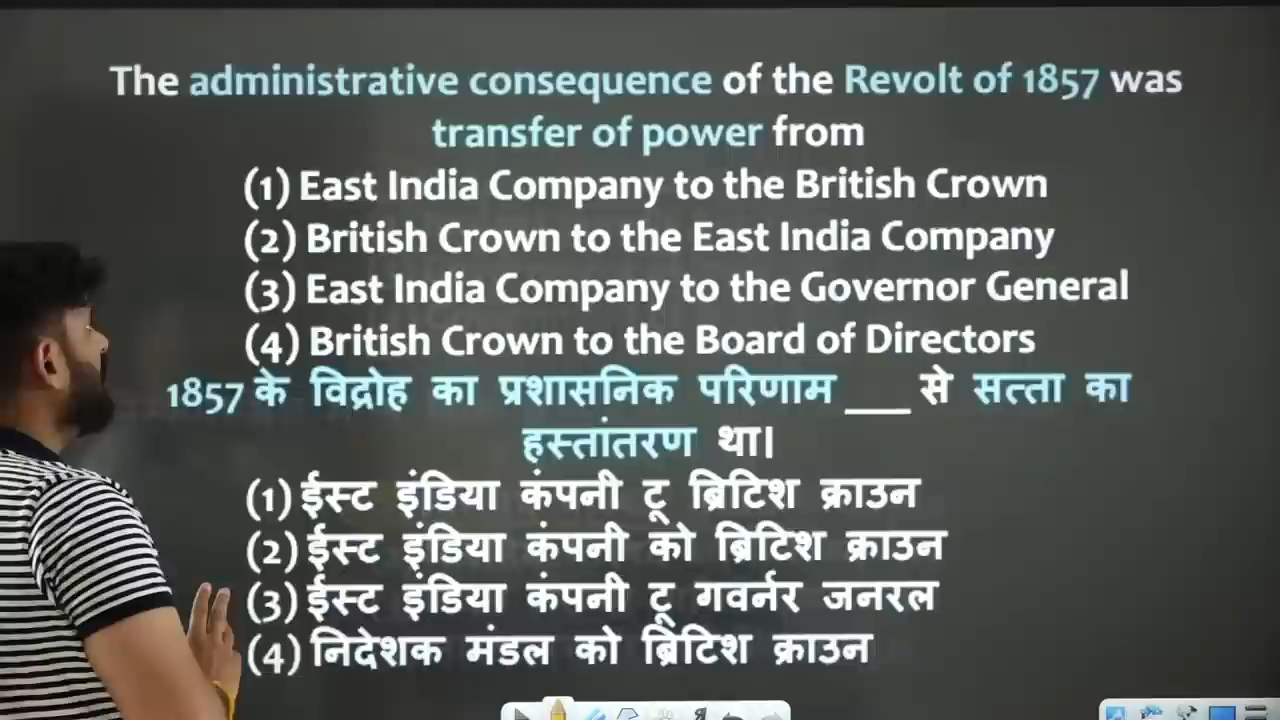 The administrative consequence of the Revolt of 1857 was
transfer of power from
(1) East India Company to the British Crown
(2) British Crown to the East India Company
(3) East India Company to the Governor General
(4) British Crown to the Board of Directors
1857 के विद्रोह का प्रशासनिक परिणाम ___ से सत्ता का
हस्तांतरण था।
(1) ईस्ट इंडिया कंपनी टू ब्रिटिश क्राउन
(2) ईस्ट इंडिया कंपनी को ब्रिटिश क्राउन
(3) ईस्ट इंडिया कंपनी टू गवर्नर जनरल
(4) निदेशक मंडल को ब्रिटिश क्राउन